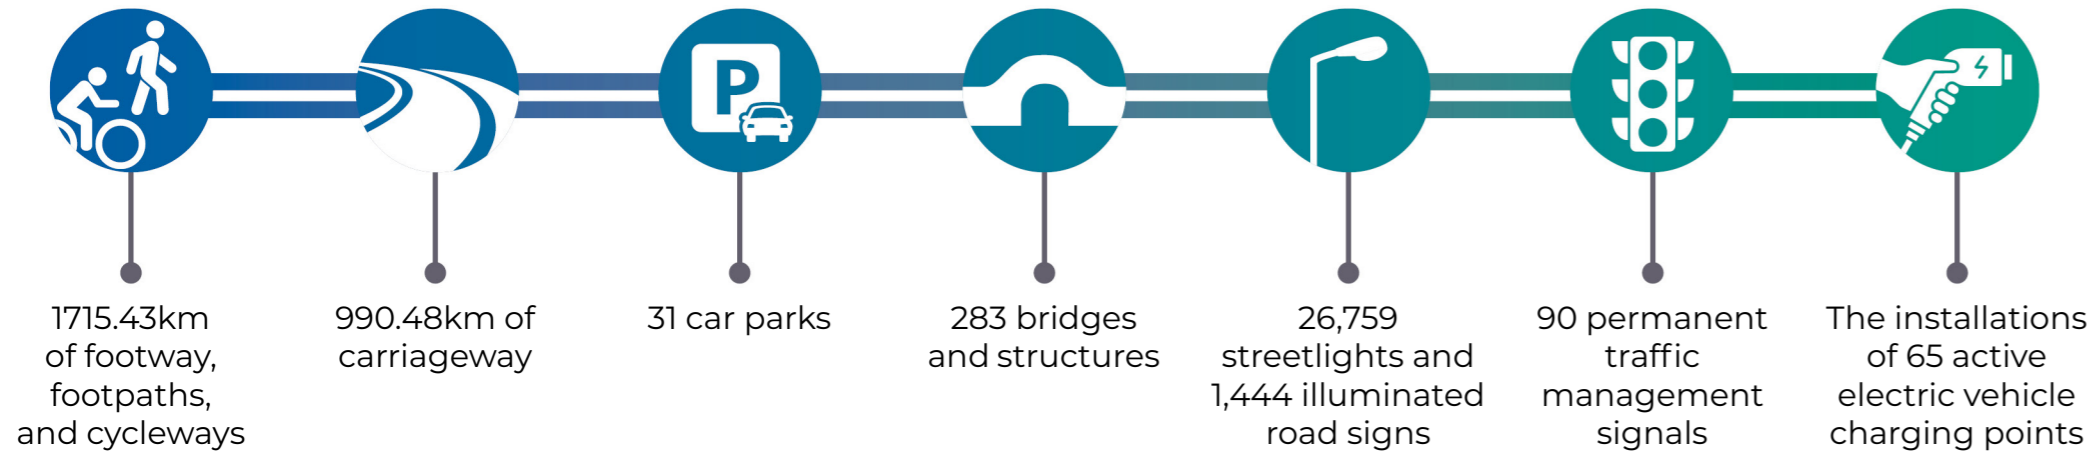 P
1715.43km
of footway,
footpaths,
and cycleways
990.48km of
carriageway
31 car parks
283 bridges
and structures
26,759
streetlights and
1,444 illuminated
road signs
90 permanent
traffic
management
signals
The installations
of 65 active
electric vehicle
charging points